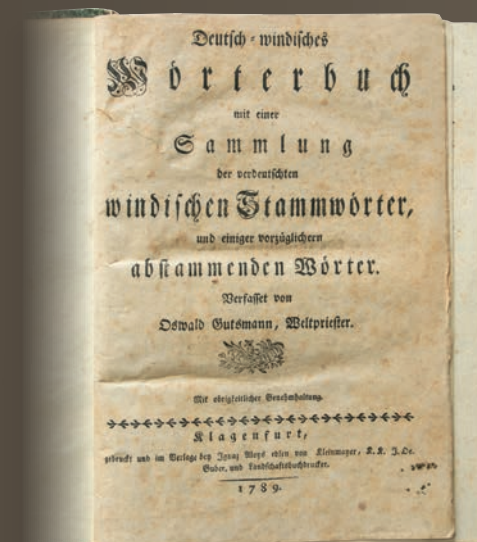 Deutsch-windisches
Wörterbuch
mit einer
Sammlung
der verdeutschten
windischen Stammwörter,
und einiger vorzüglichern
abstammenden Wörter.
Verfasset von
Oswald Gutsmann, Weltpriester.
Mit obrigkeitlicher Genehmhaltung.
Klagenfurt,
gedruckt und im Verlage bey Ignaz Aloys edlen von Kleinmayer, K.K. J.Oe.
Guber. und Landschaftsbuchdrucker.
1789.